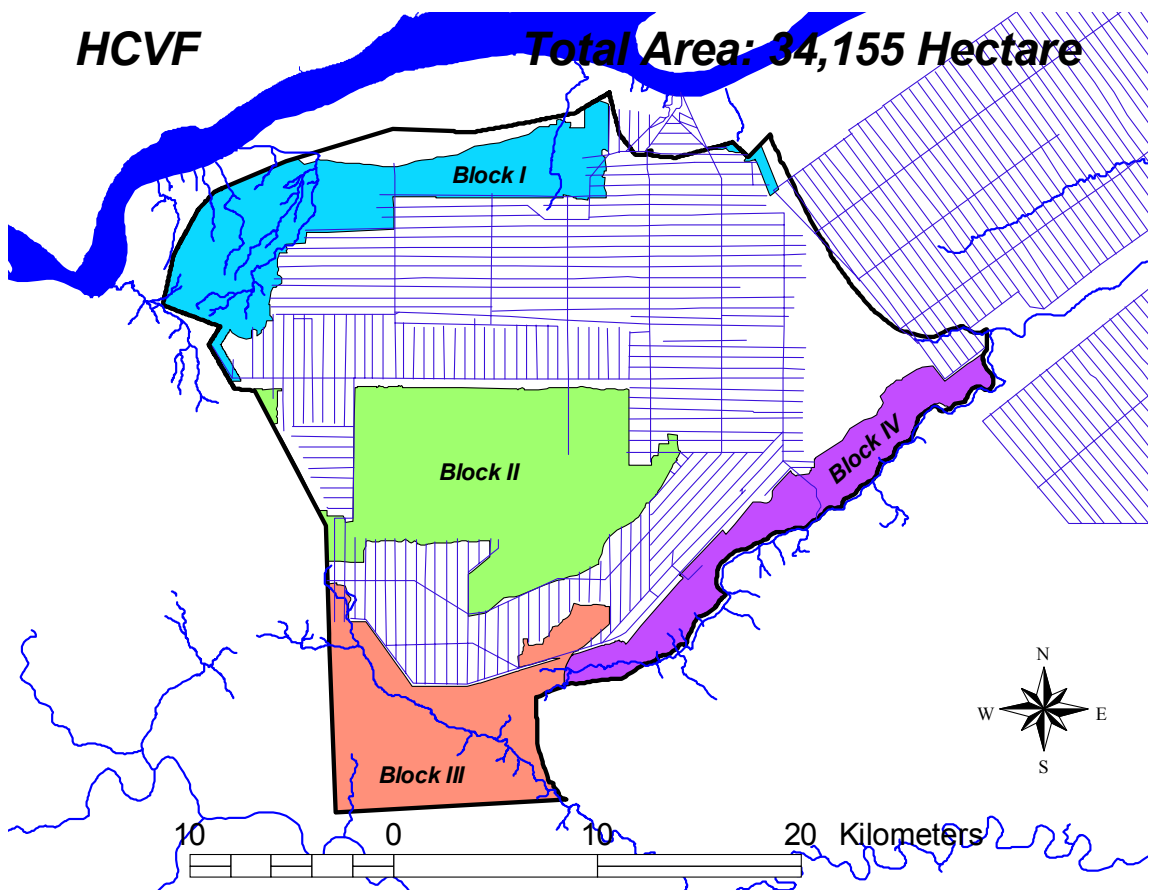 HCVF
Total Area: 34,155 Hectare
Block I
Block II
Block IV
Block III
N
W
E
S
10 0 10 20 Kilometers